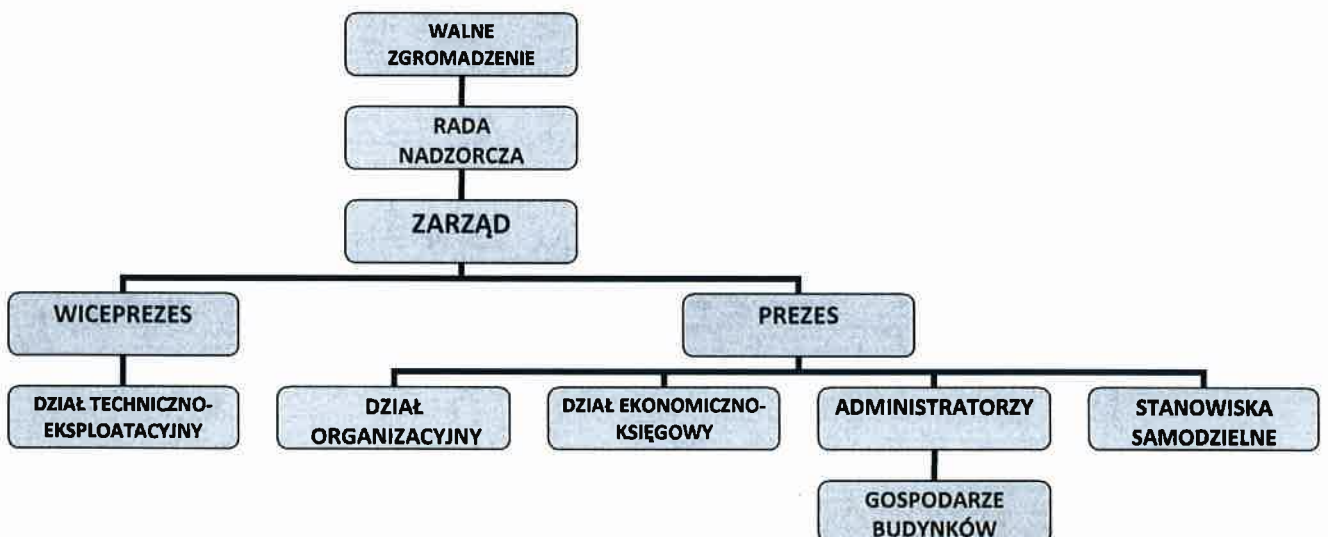 WALNE
ZGROMADZENIE
RADA
NADZORCZA
ZARZĄD
WICEPREZES
PREZES
DZIAŁ TECHNICZNO-
EKSPLOATACYJNY
DZIAŁ
ORGANIZACYJNY
DZIAŁ EKONOMICZNO-
KSIĘGOWY
ADMINISTRATORZY
STANOWISKA
SAMODZIELNE
GOSPODARZE
BUDYNKÓW